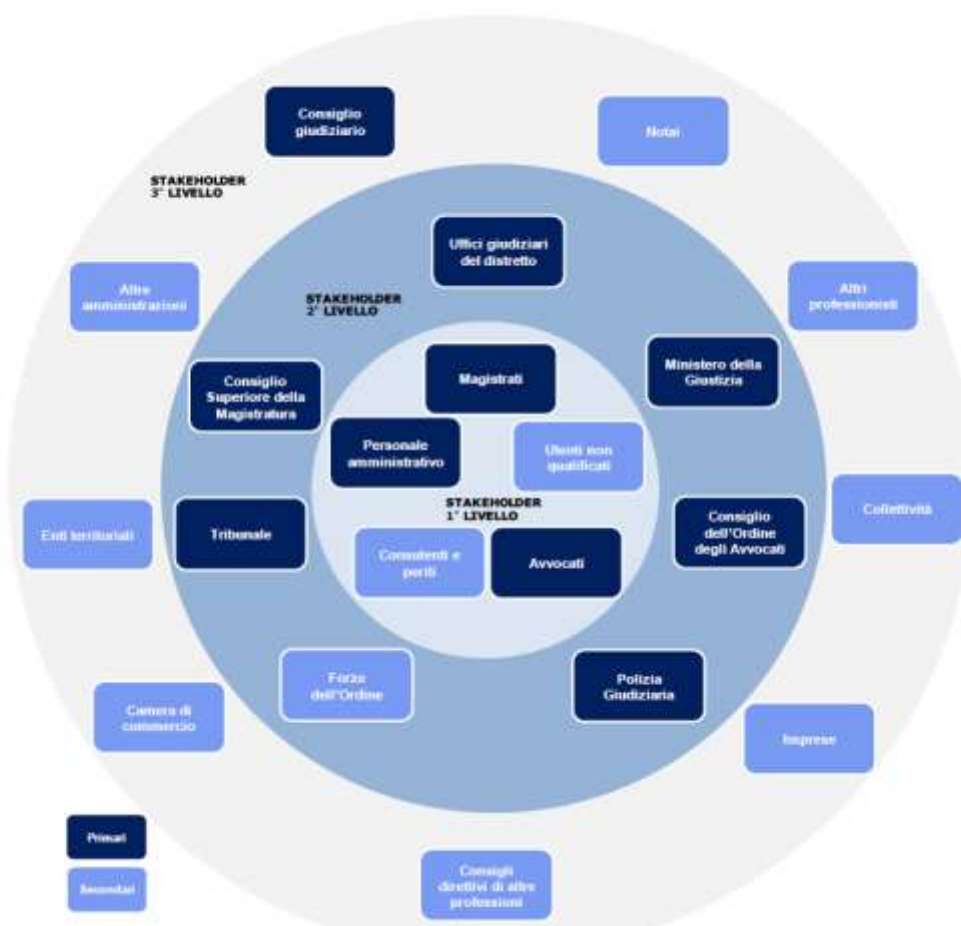 Consiglio
giudiziario
Notai
STAKEHOLDER
3° LIVELLO
Uffici giudiziari
del distretto
Altre
amministrazioni
Altri
professionisti
STAKEHOLDER
2° LIVELLO
Magistrati
Ministero della
Giustizia
Consiglio
Superiore della
Magistratura
Personale
amministrativo
Utenti non
qualificati
STAKEHOLDER
1° LIVELLO
Collettività
Enti territoriali
Tribunale
Consiglio
dell'Ordine
degli Avvocati
Consulenti e
periti
Avvocati
Forze
dell'Ordine
Polizia
Giudiziaria
Camera di
commercio
Imprese
Primari
Secondari
Consigli
direttivi di altre
professioni